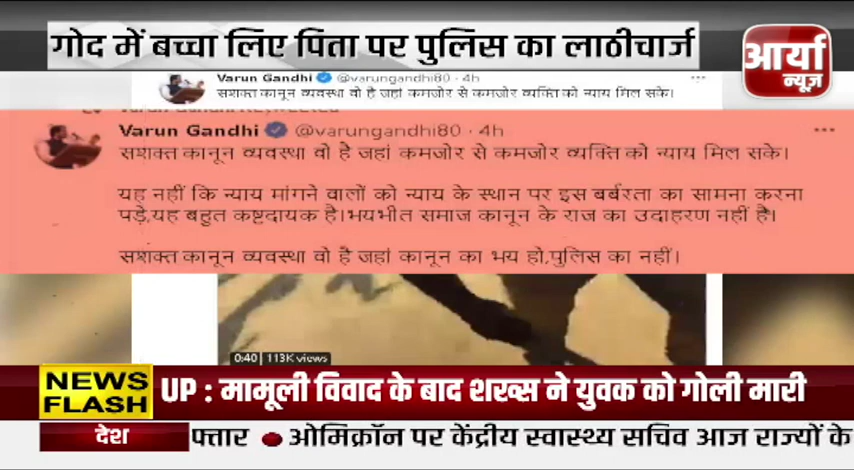 गोद में बच्चा लिए पिता पर पुलिस का लाठीचार्ज
आर्या
न्यूज़
Varun Gandhi @varungandhi80 · 4h
सशक्त कानून व्यवस्था वो है जहां कमजोर से कमजोर व्यक्ति को न्याय मिल सके।
Varun Gandhi @varungandhi80 · 4h
सशक्त कानून व्यवस्था वो है जहां कमजोर से कमजोर व्यक्ति को न्याय मिल सके।
यह नहीं कि न्याय मांगने वालों को न्याय के स्थान पर इस बर्बरता का सामना करना
पड़े,यह बहुत कष्टदायक है।भयभीत समाज कानून के राज का उदाहरण नहीं है।
सशक्त कानून व्यवस्था वो है जहां कानून का भय हो,पुलिस का नहीं।
0:40 113K views
NEWS
FLASH
UP : मामूली विवाद के बाद शख्स ने युवक को गोली मारी
देश
फ्तार ● ओमिक्रॉन पर केंद्रीय स्वास्थ्य सचिव आज राज्यों के